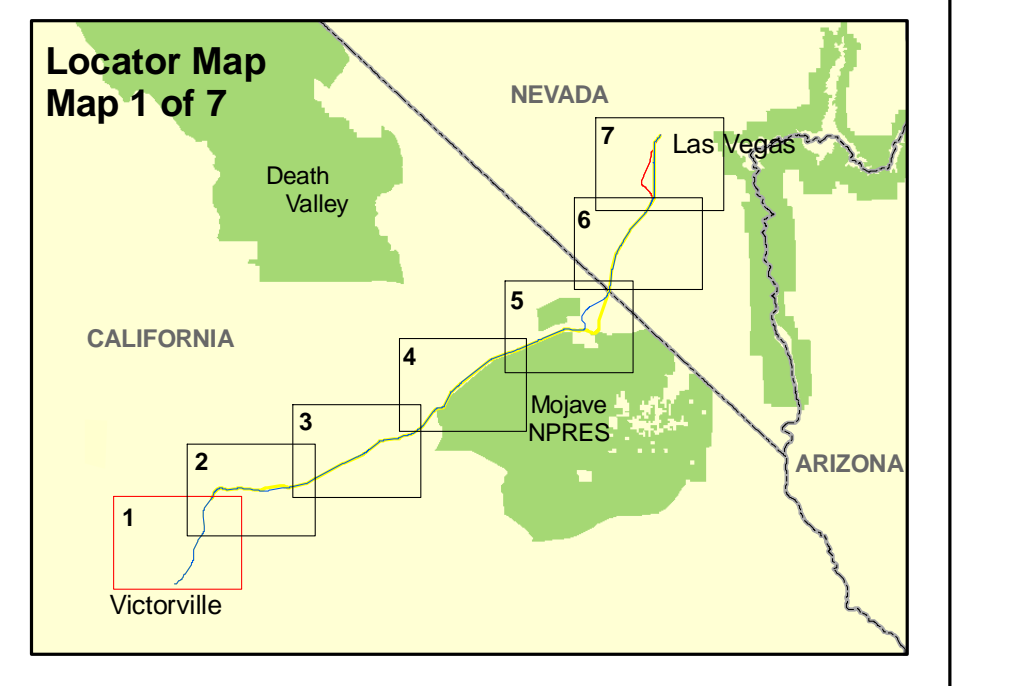 Locator Map
Map 1 of 7
NEVADA
7
Las Vegas
Death
Valley
6
5
CALIFORNIA
4
Mojave
NPRES
3
2
ARIZONA
1
Victorville